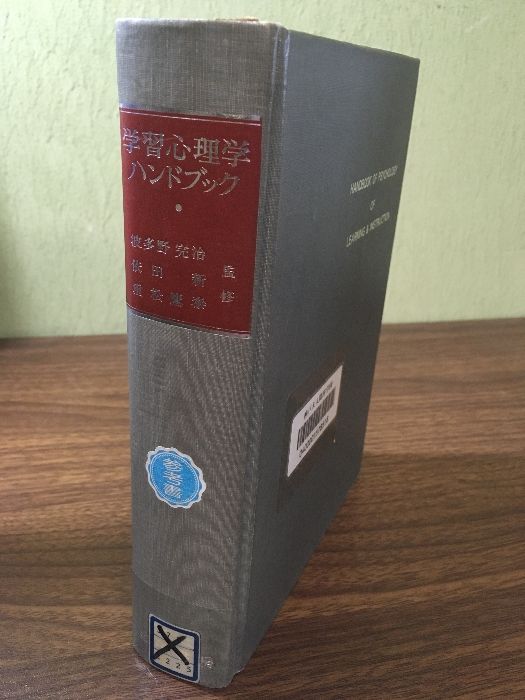 学習心理学
ハンドブック
波多野完治
依田新
重松鷹泰
監修
HANDBOOK OF PSYCHOLOGY
OF
LEARNING & INSTRUCTION
225